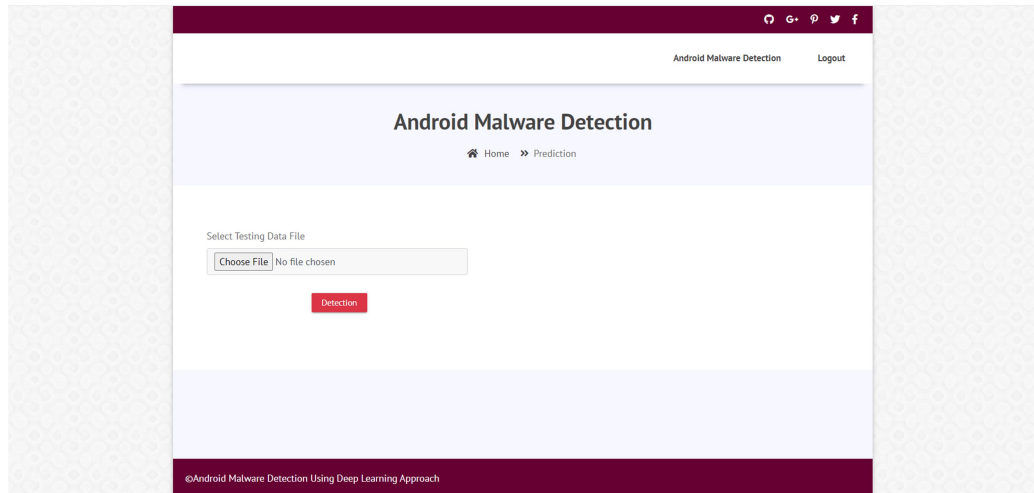 Android Malware Detection Logout
Android Malware Detection
Home Prediction
Select Testing Data File
Choose File No file chosen
Detection
©Android Malware Detection Using Deep Learning Approach